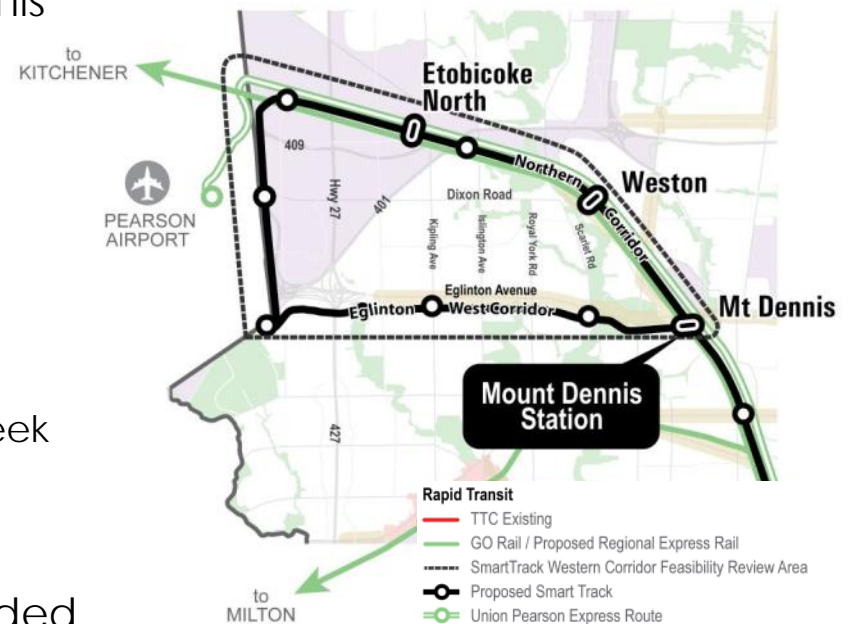 to
KITCHENER
Etobicoke
North
409
Northern
Corridor
Weston
Dixon Road
Hwy 27
401
PEARSON
AIRPORT
Kipling Ave
Islington Ave
Royal York Rd
Scarlet Rd
Eglinton Avenue
Eglinton West Corridor
Mt Dennis
Mount Dennis
Station
eek
427
Rapid Transit
TTC Existing
GO Rail / Proposed Regional Express Rail
SmartTrack Western Corridor Feasibility Review Area
Proposed Smart Track
Union Pearson Express Route
to
MILTON
ded